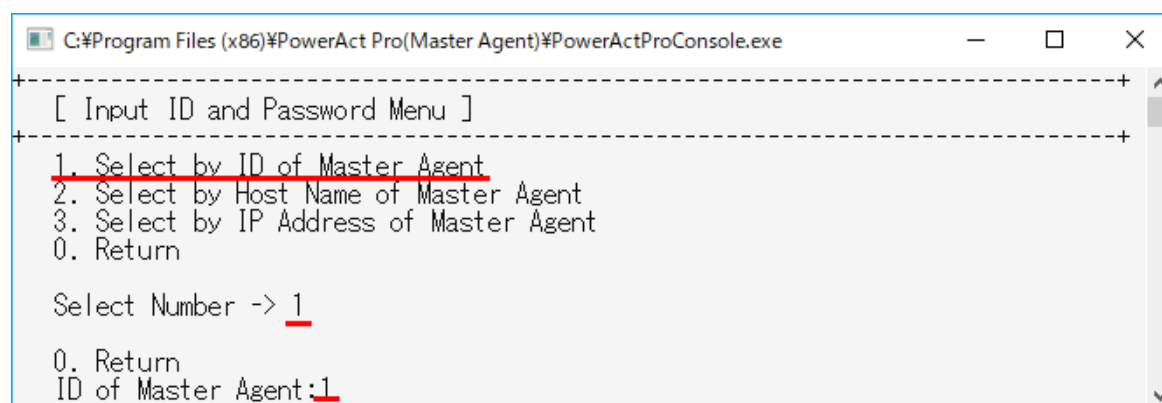 C:¥Program Files (x86)¥PowerAct Pro(Master Agent)¥PowerActProConsole.exe
+------------------------------------------------------------------------+
[ Input ID and Password Menu ]
+------------------------------------------------------------------------+
1. Select by ID of Master Agent
2. Select by Host Name of Master Agent
3. Select by IP Address of Master Agent
0. Return
Select Number -> 1
0. Return
ID of Master Agent:1